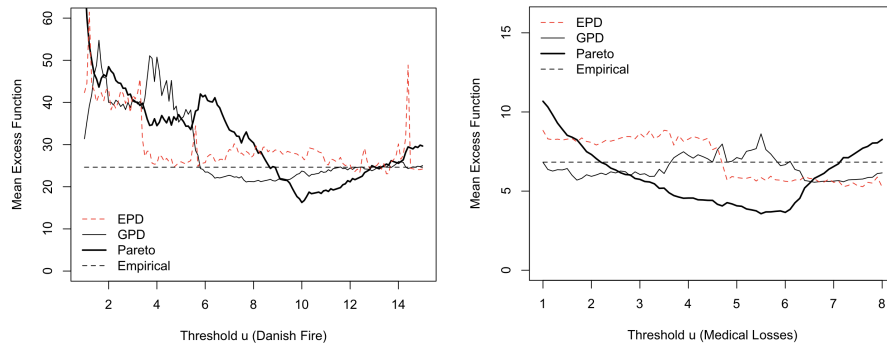 Mean Excess Function
60
50
40
30
20
10
0
EPD
GPD
Pareto
Empirical
2 4 6 8 10 12 14
Threshold u (Danish Fire)
Mean Excess Function
15
10
5
0
EPD
GPD
Pareto
Empirical
1 2 3 4 5 6 7 8
Threshold u (Medical Losses)